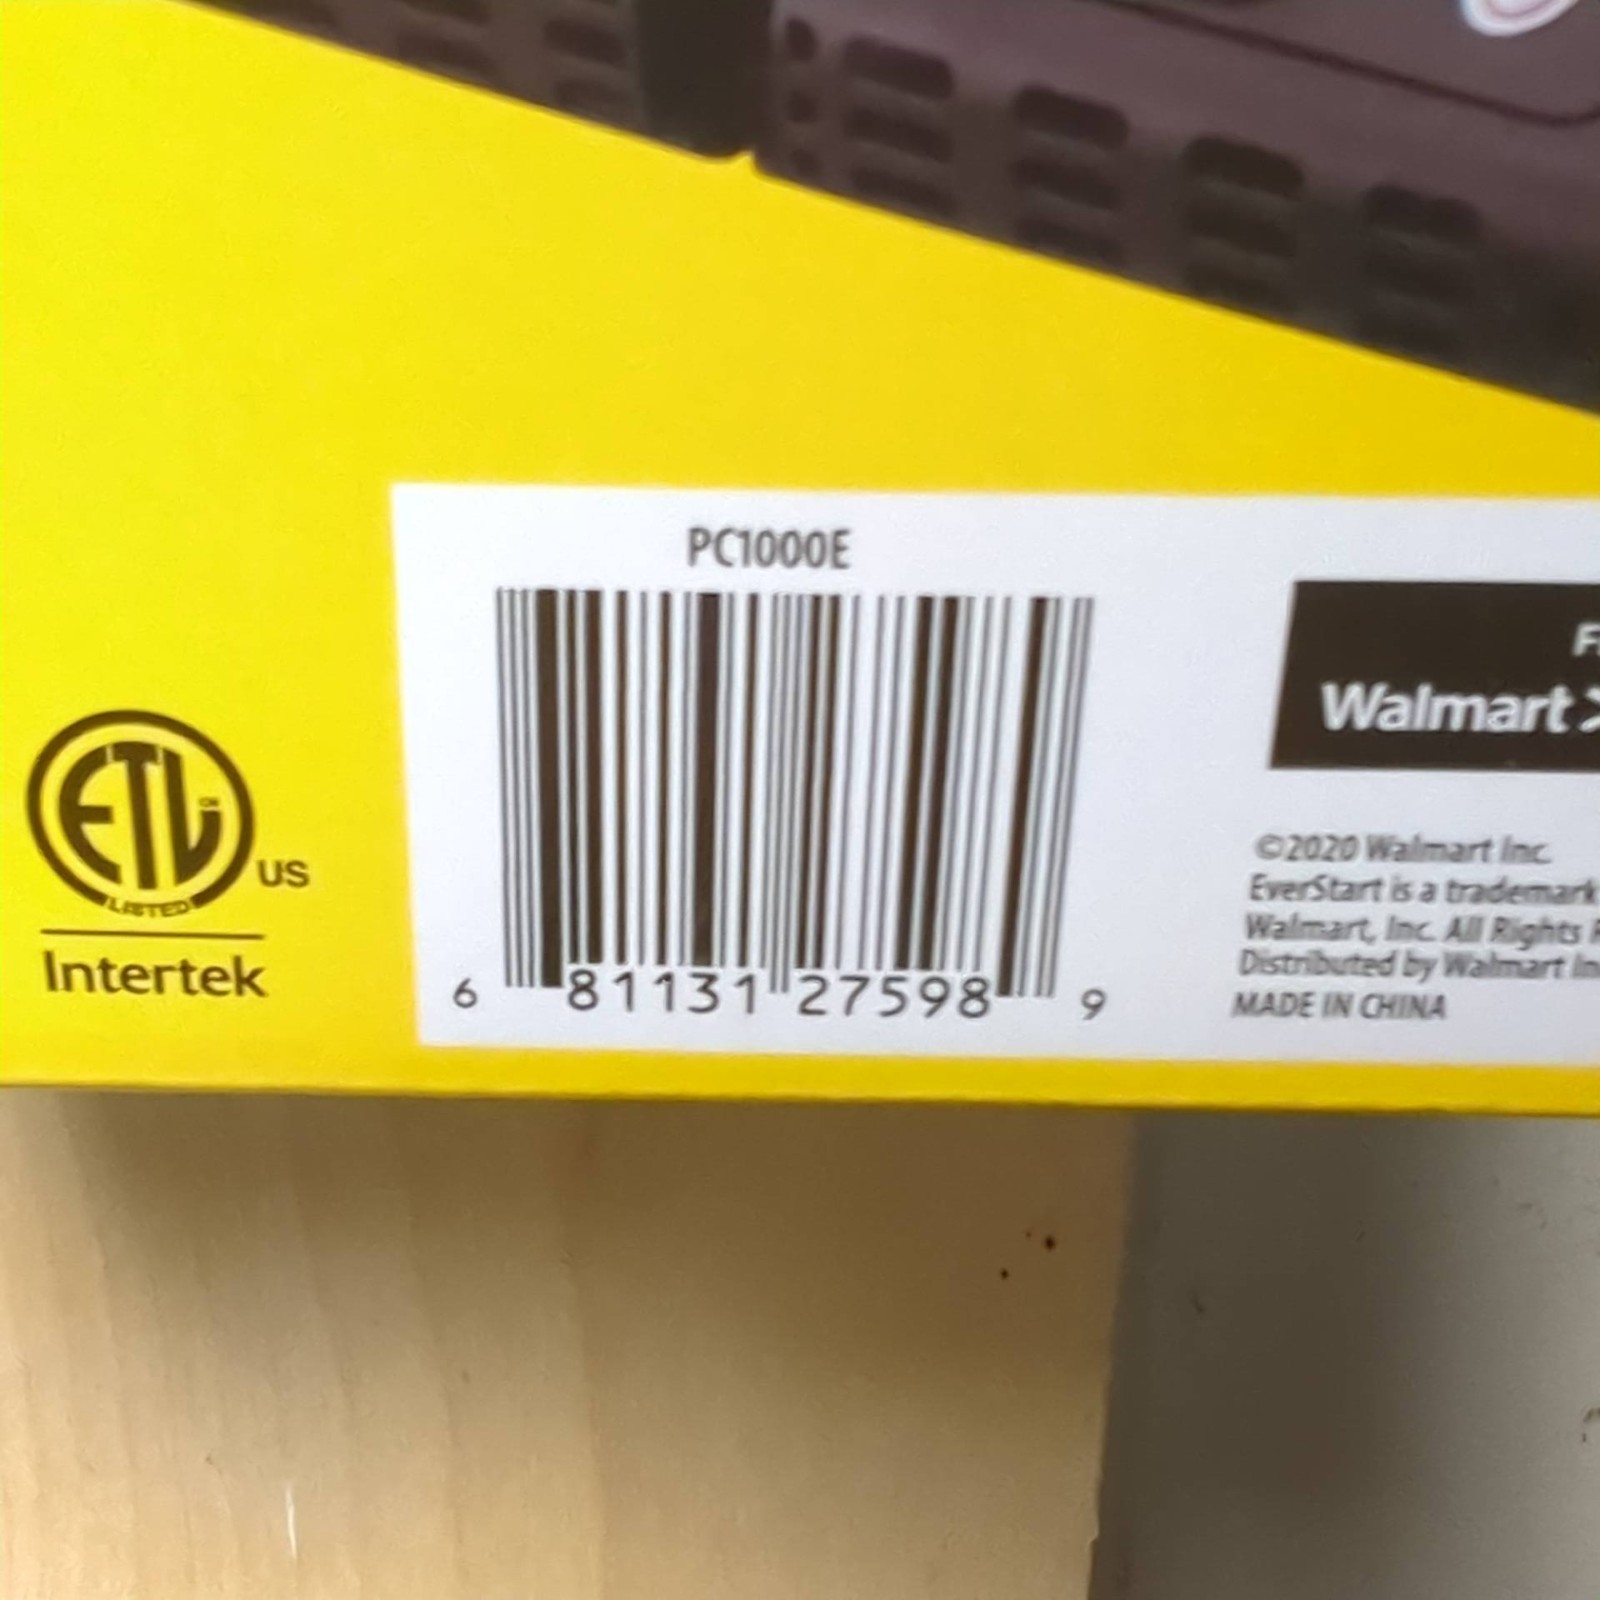 PC1000E
6 81131 27598 9
ETL
LISTED
US
Intertek
Walmart
©2020 Walmart Inc.
EverStart is a trademark
Walmart, Inc. All Rights
Distributed by Walmart
MADE IN CHINA